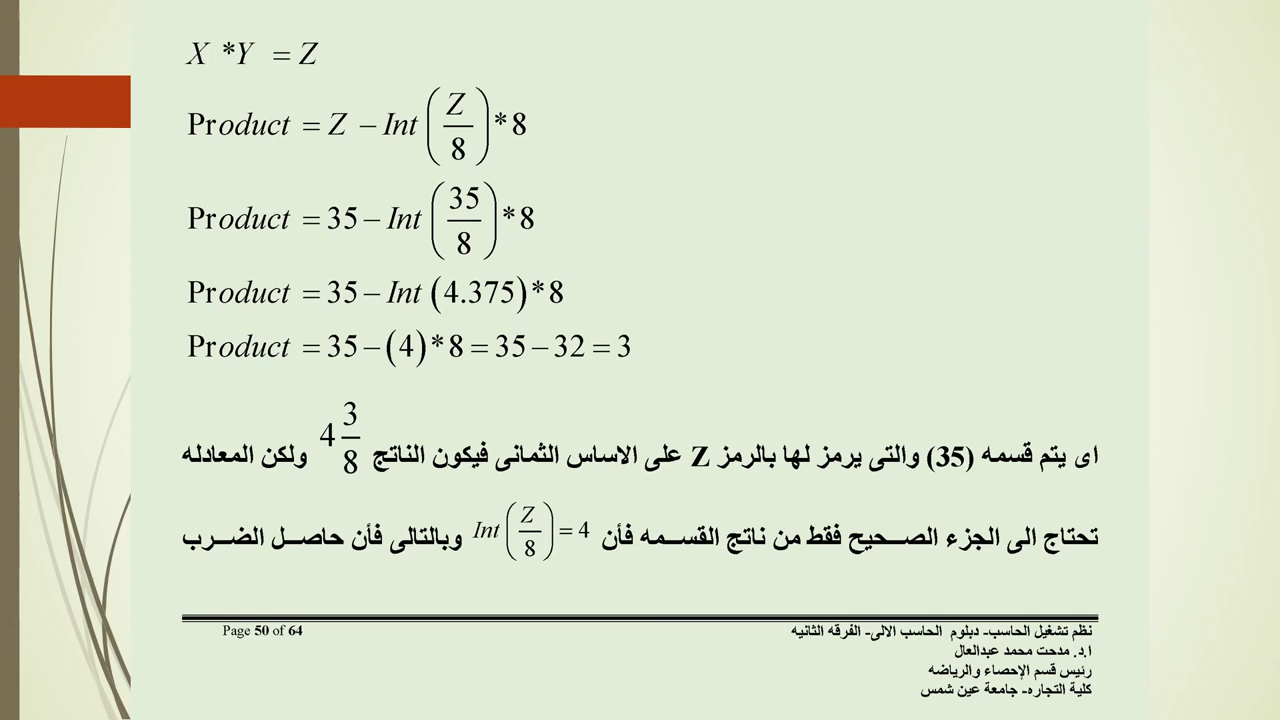 X *Y = Z
Product = Z − Int (Z/8) *8
Product = 35 − Int (35/8) *8
Product = 35 − Int (4.375) *8
Product = 35 − (4) *8 = 35 − 32 = 3
اى يتم قسمه (35) والتى يرمز لها بالرمز Z على الاساس الثمانى فيكون الناتج 4 3/8 ولكن المعادله
تحتاج الى الجزء الصــحيح فقط من ناتج القســمه فأن Int (Z/8) = 4 وبالتالى فأن حاصــل الضــرب
نظم تشغيل الحاسب- دبلوم الحاسب الالى- الفرقه الثانيه Page 50 of 64
ا.د. مدحت محمد عبدالعال
رئيس قسم الإحصاء والرياضه
كلية التجاره- جامعة عين شمس